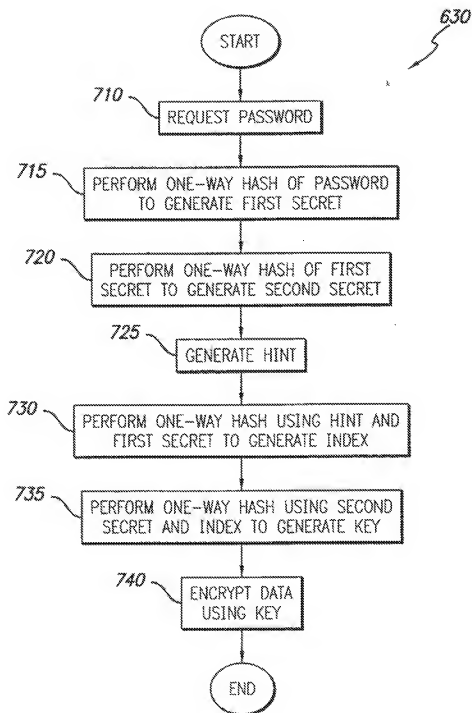 START
630
710
REQUEST PASSWORD
715
PERFORM ONE-WAY HASH OF PASSWORD
TO GENERATE FIRST SECRET
720
PERFORM ONE-WAY HASH OF FIRST
SECRET TO GENERATE SECOND SECRET
725
GENERATE HINT
730
PERFORM ONE-WAY HASH USING HINT AND
FIRST SECRET TO GENERATE INDEX
735
PERFORM ONE-WAY HASH USING SECOND
SECRET AND INDEX TO GENERATE KEY
740
ENCRYPT DATA
USING KEY
END